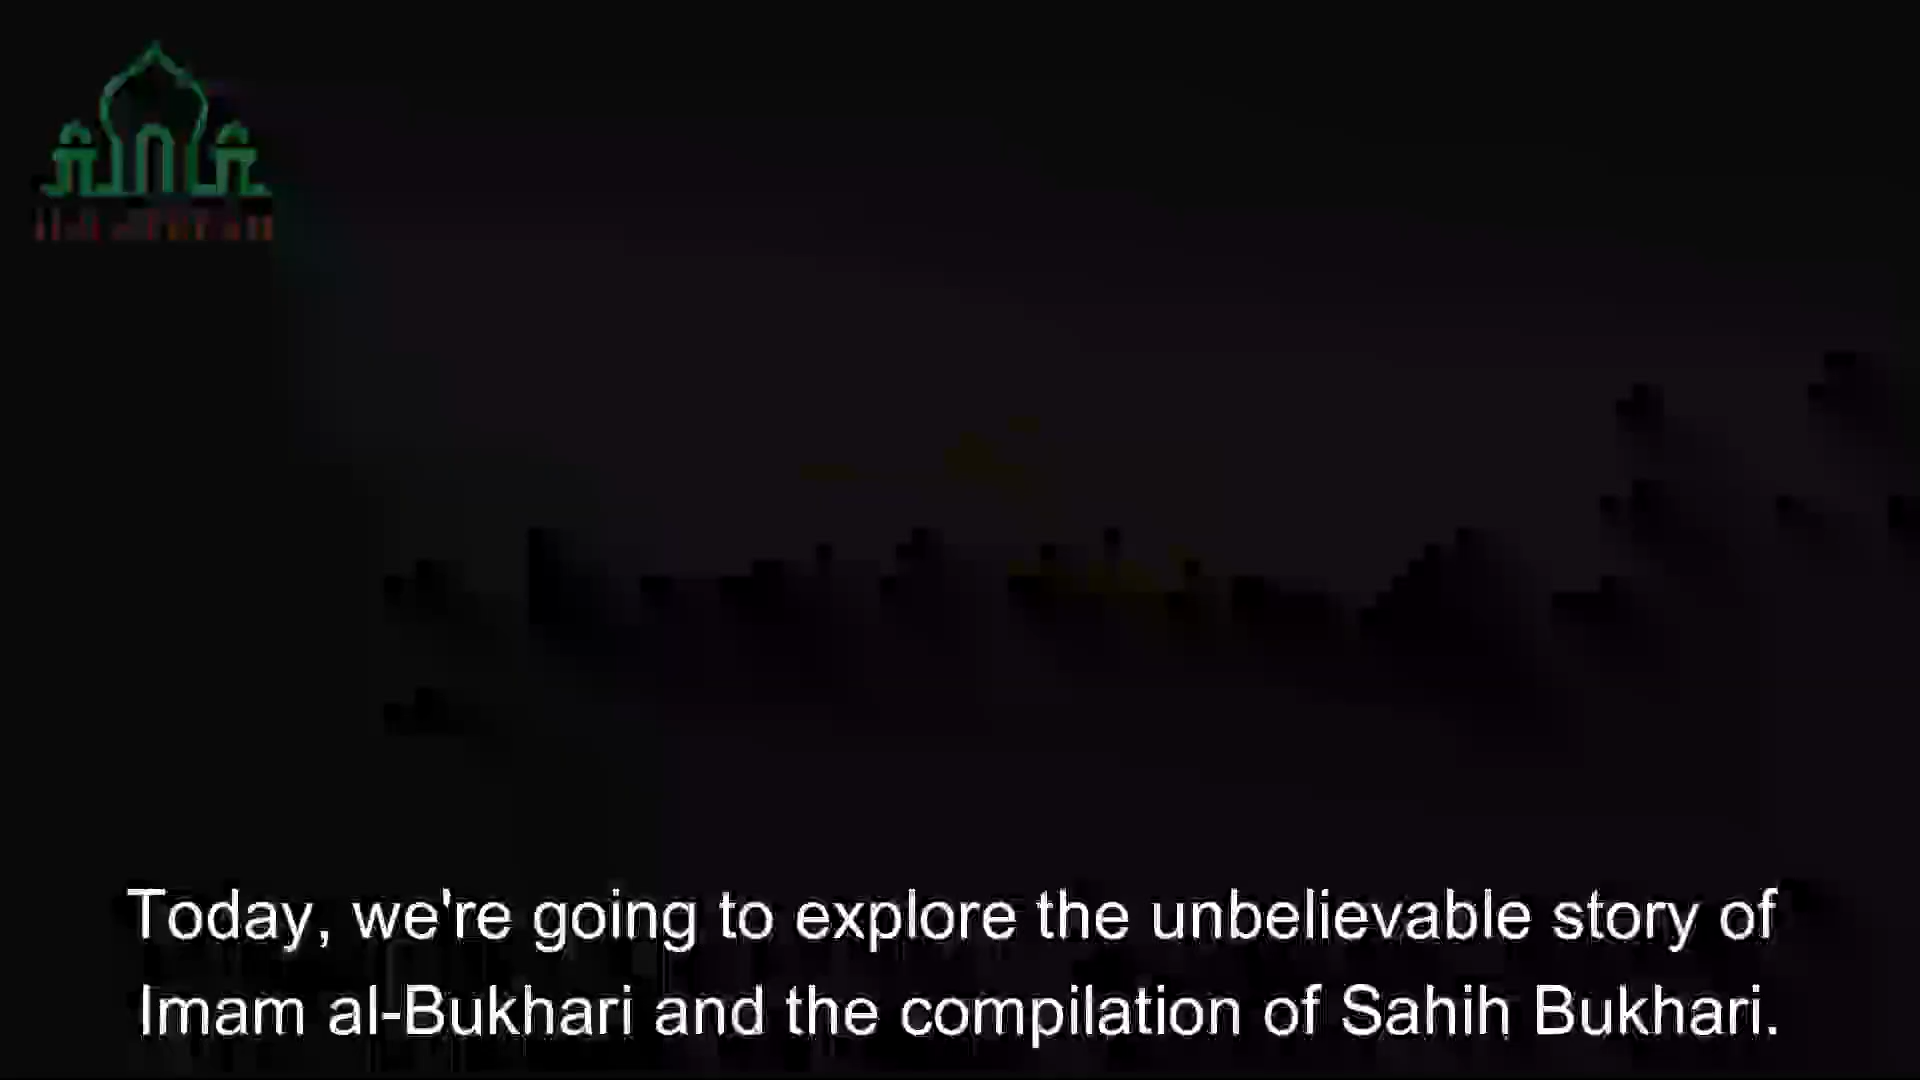 Today, we're going to explore the unbelievable story of
Imam al-Bukhari and the compilation of Sahih Bukhari.